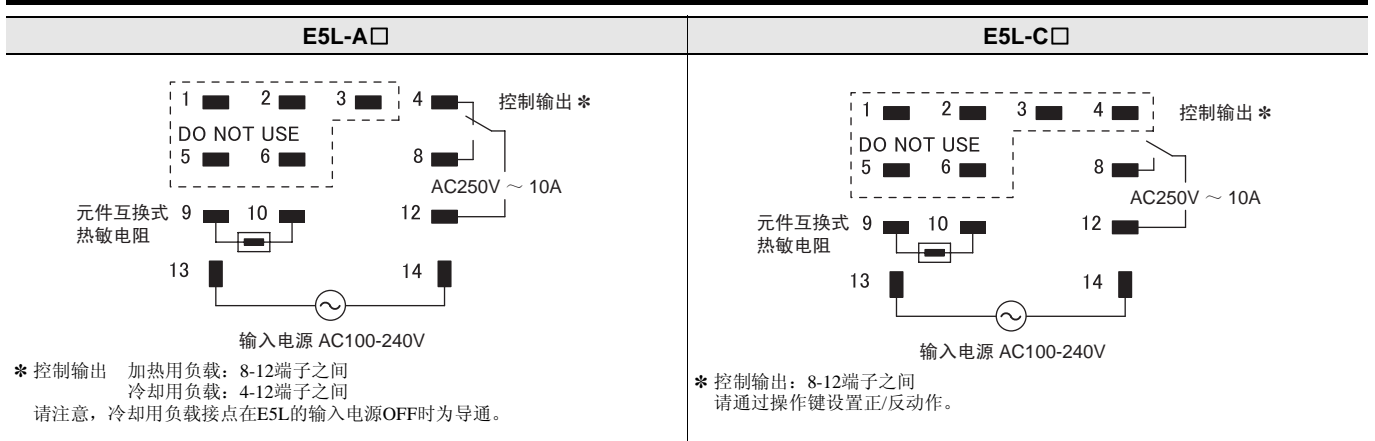 E5L-A□
1 2 3 4 控制输出＊
DO NOT USE
5 6 8
AC250V ～ 10A
元件互换式 9 10 12
热敏电阻
13 14
输入电源 AC100-240V
＊ 控制输出 加热用负载：8-12端子之间
冷却用负载：4-12端子之间
请注意，冷却用负载接点在E5L的输入电源OFF时为导通。
E5L-C□
1 2 3 4 控制输出＊
DO NOT USE
5 6 8
AC250V ～ 10A
元件互换式 9 10 12
热敏电阻
13 14
输入电源 AC100-240V
＊ 控制输出：8-12端子之间
请通过操作键设置正/反动作。